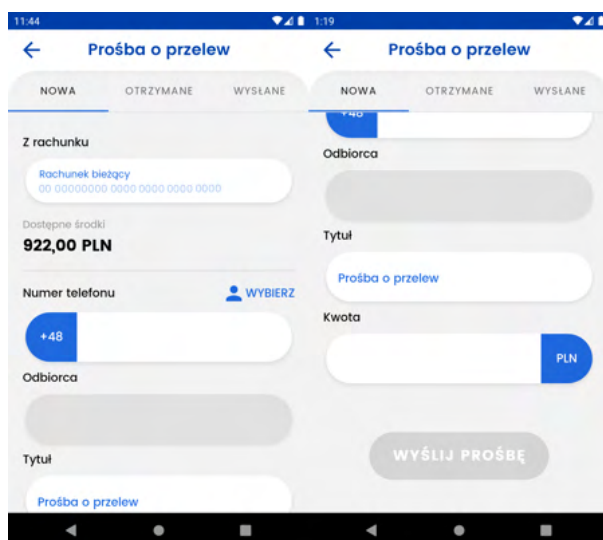 11:44
Prośba o przelew
NOWA OTRZYMANE WYSŁANE
Z rachunku
Rachunek bieżący
00 00000000 0000 0000 0000 0000
Dostępne środki
922,00 PLN
Numer telefonu WYBIERZ
+48
Odbiorca
Tytuł
Prośba o przelew
1:19
Prośba o przelew
NOWA OTRZYMANE WYSŁANE
+48
Odbiorca
Tytuł
Prośba o przelew
Kwota
PLN
WYŚLIJ PROŚBĘ